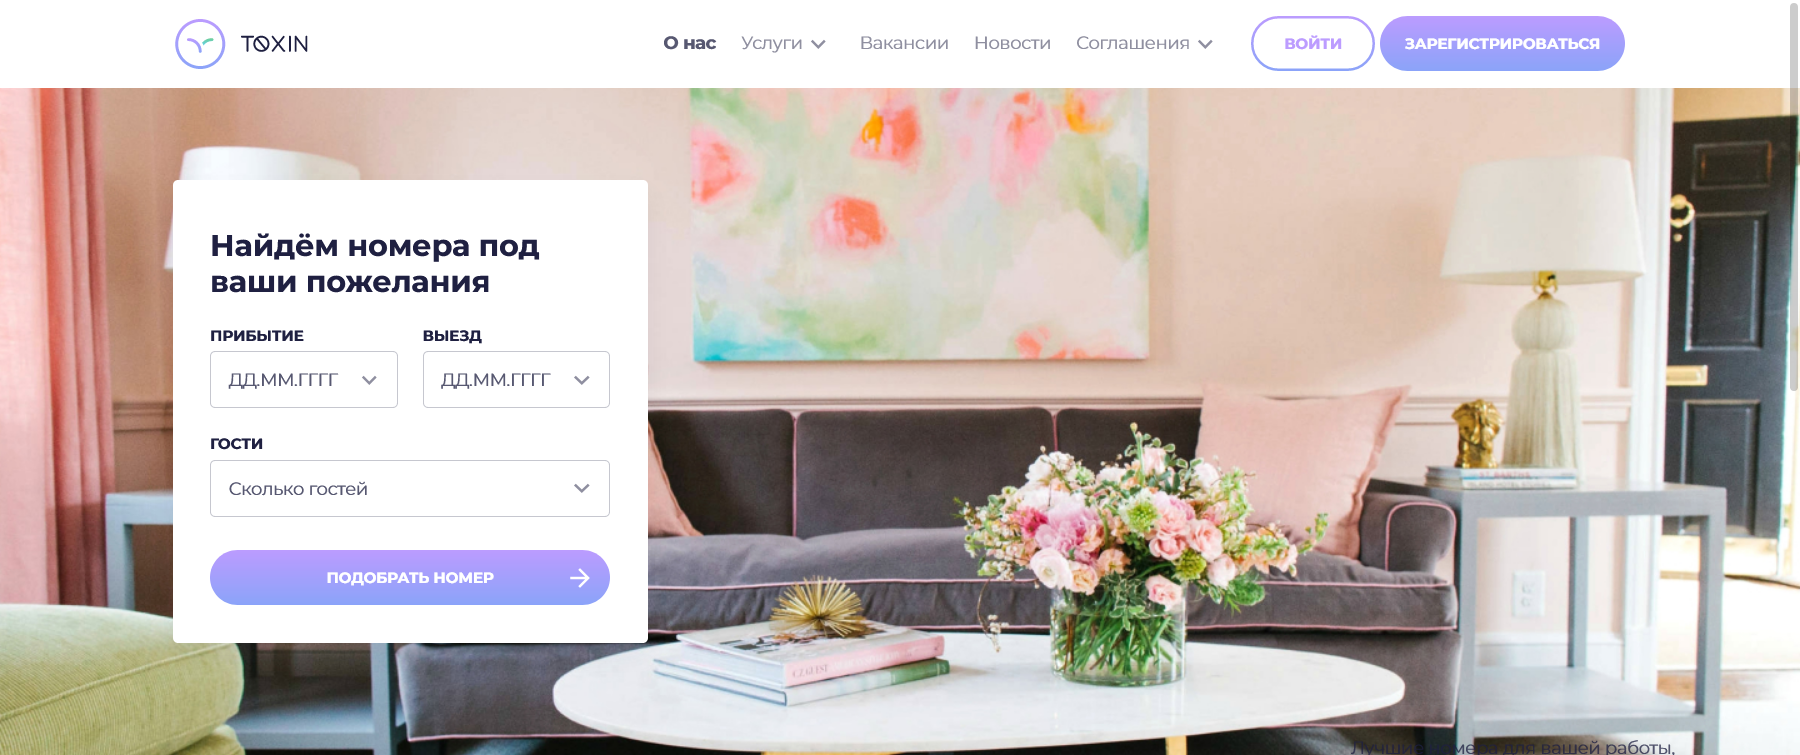 TOXIN
О нас
Услуги
Вакансии
Новости
Соглашения
ВОЙТИ
ЗАРЕГИСТРИРОВАТЬСЯ
Найдём номера под
ваши пожелания
ПРИБЫТИЕ
ВЫЕЗД
ДД.ММ.ГГГГ
ДД.ММ.ГГГГ
ГОСТИ
Сколько гостей
ПОДОБРАТЬ НОМЕР
Лучшие номера для вашей работы,